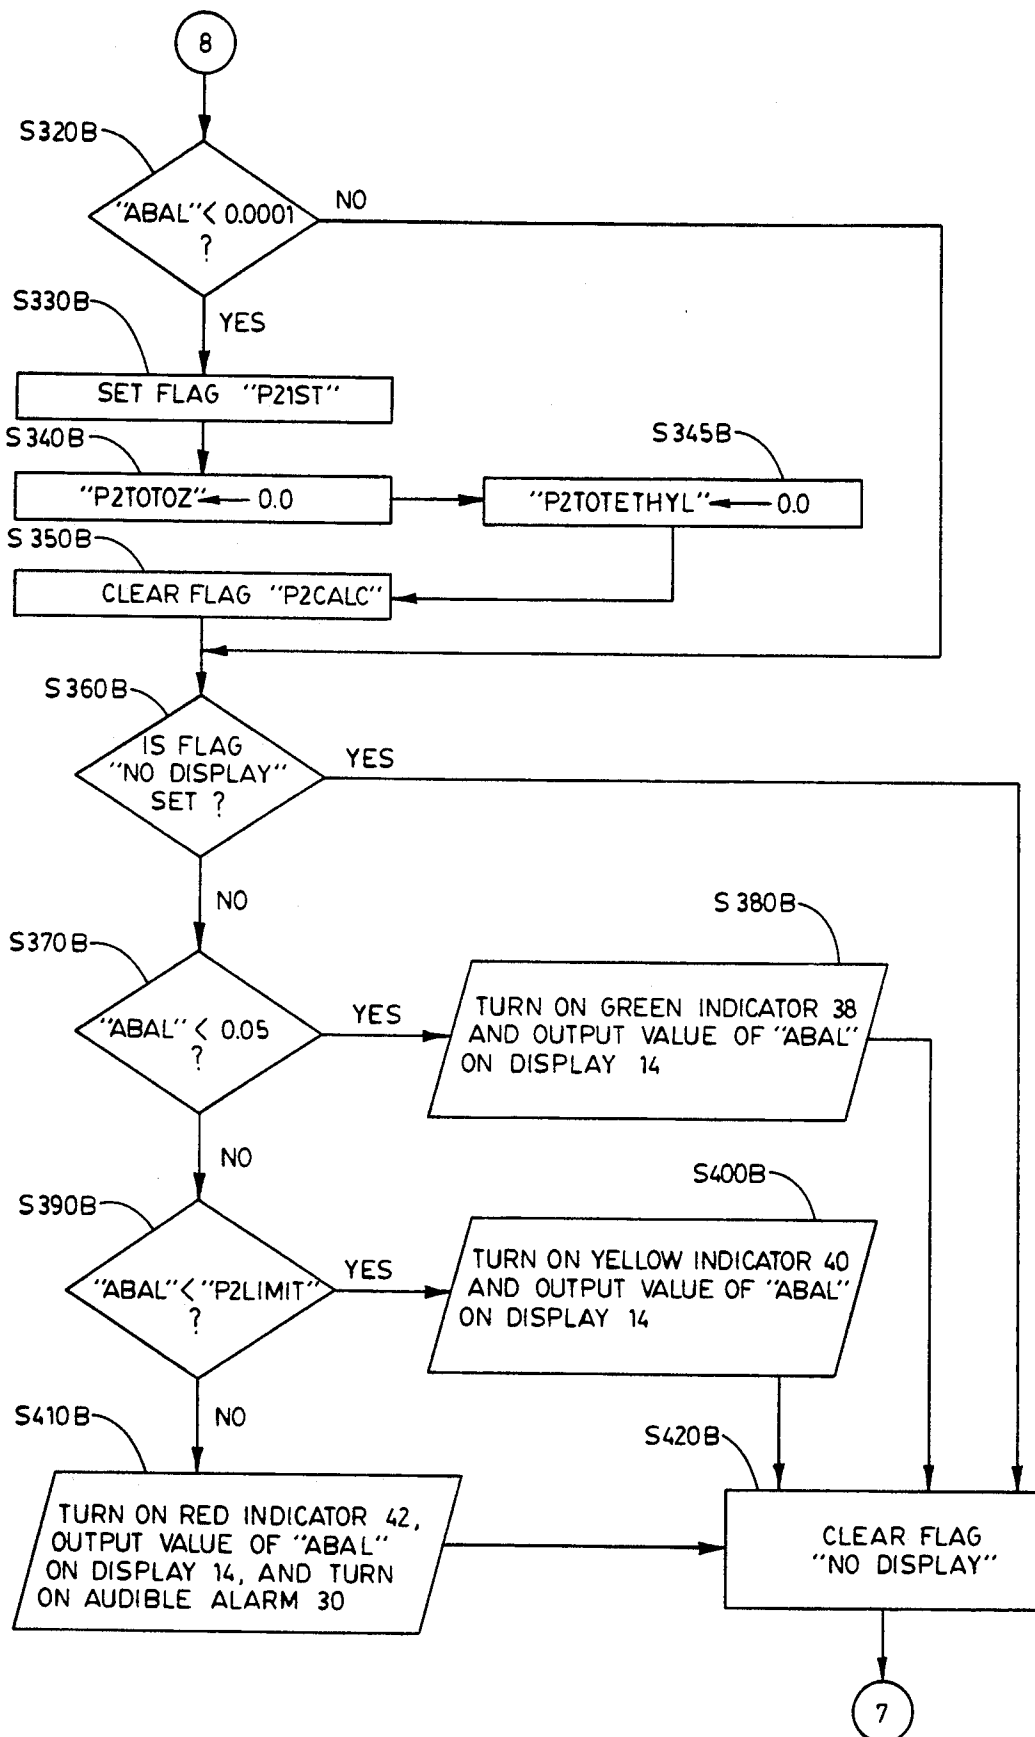 8
S320B
"ABAL" < 0.0001
?
NO
YES
S330B
SET FLAG "P21ST"
S340B
"P2TOTOZ" ← 0.0
S345B
"P2TOTETHYL" ← 0.0
S350B
CLEAR FLAG "P2CALC"
S360B
IS FLAG
"NO DISPLAY"
SET ?
YES
NO
S370B
"ABAL" < 0.05
?
YES
NO
S380B
TURN ON GREEN INDICATOR 38
AND OUTPUT VALUE OF "ABAL"
ON DISPLAY 14
S390B
"ABAL" < "P2LIMIT"
?
YES
NO
S400B
TURN ON YELLOW INDICATOR 40
AND OUTPUT VALUE OF "ABAL"
ON DISPLAY 14
S410B
TURN ON RED INDICATOR 42,
OUTPUT VALUE OF "ABAL"
ON DISPLAY 14, AND TURN
ON AUDIBLE ALARM 30
S420B
CLEAR FLAG
"NO DISPLAY"
7